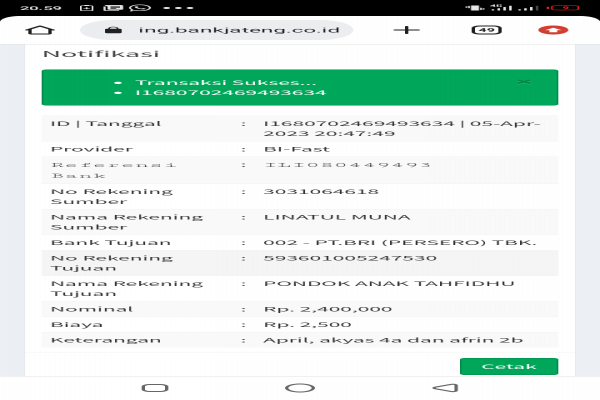 20.59
4G
9
ing.bankjateng.co.id
49
Notifikasi
• Transaksi Sukses...
• I1680702469493634
×
ID | Tanggal : I1680702469493634 | 05-Apr-
2023 20:47:49
Provider : BI-Fast
Referensi : ILI080449493
Bank
No Rekening : 3031064618
Sumber
Nama Rekening : LINATUL MUNA
Sumber
Bank Tujuan : 002 - PT.BRI (PERSERO) TBK.
No Rekening : 593601005247530
Tujuan
Nama Rekening : PONDOK ANAK TAHFIDHU
Tujuan
Nominal : Rp. 2,400,000
Biaya : Rp. 2,500
Keterangan : April, akyas 4a dan afrin 2b
Cetak